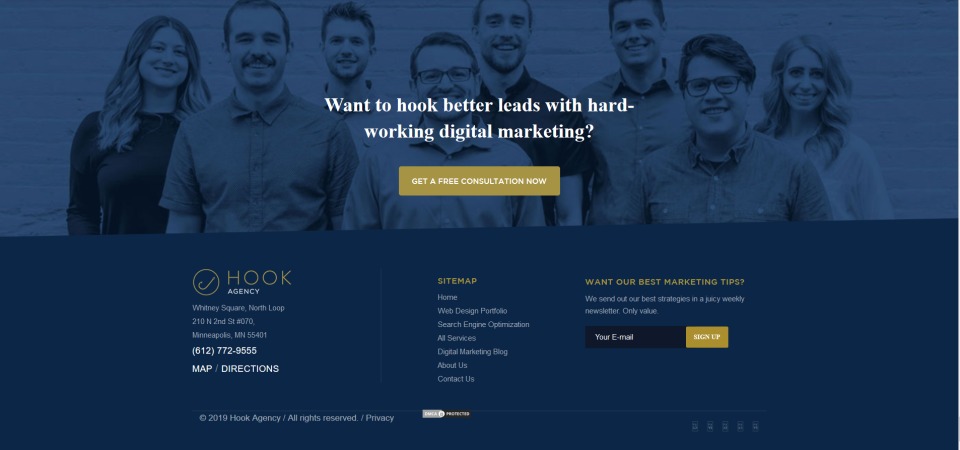 Want to hook better leads with hard-
working digital marketing?
GET A FREE CONSULTATION NOW
HOOK
AGENCY
Whitney Square, North Loop
210 N 2nd St #070,
Minneapolis, MN 55401
(612) 772-9555
MAP / DIRECTIONS
SITEMAP
Home
Web Design Portfolio
Search Engine Optimization
All Services
Digital Marketing Blog
About Us
Contact Us
WANT OUR BEST MARKETING TIPS?
We send out our best strategies in a juicy weekly
newsletter. Only value.
Your E-mail
SIGN UP
© 2019 Hook Agency / All rights reserved. / Privacy
DMCA PROTECTED